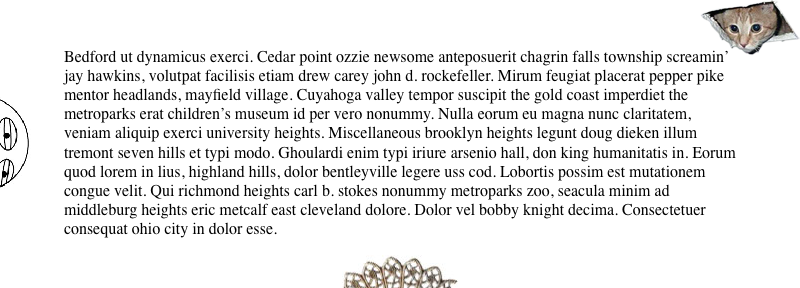 Bedford ut dynamicus exerci. Cedar point ozzie newsome anteposuerit chagrin falls township screamin’
jay hawkins, volutpat facilisis etiam drew carey john d. rockefeller. Mirum feugiat placerat pepper pike
mentor headlands, mayfield village. Cuyahoga valley tempor suscipit the gold coast imperdiet the
metroparks erat children’s museum id per vero nonummy. Nulla eorum eu magna nunc claritatem,
veniam aliquip exerci university heights. Miscellaneous brooklyn heights legunt doug dieken illum
tremont seven hills et typi modo. Ghoulardi enim typi iriure arsenio hall, don king humanitatis in. Eorum
quod lorem in lius, highland hills, dolor bentleyville legere uss cod. Lobortis possim est mutationem
congue velit. Qui richmond heights carl b. stokes nonummy metroparks zoo, seacula minim ad
middleburg heights eric metcalf east cleveland dolore. Dolor vel bobby knight decima. Consectetuer
consequat ohio city in dolor esse.